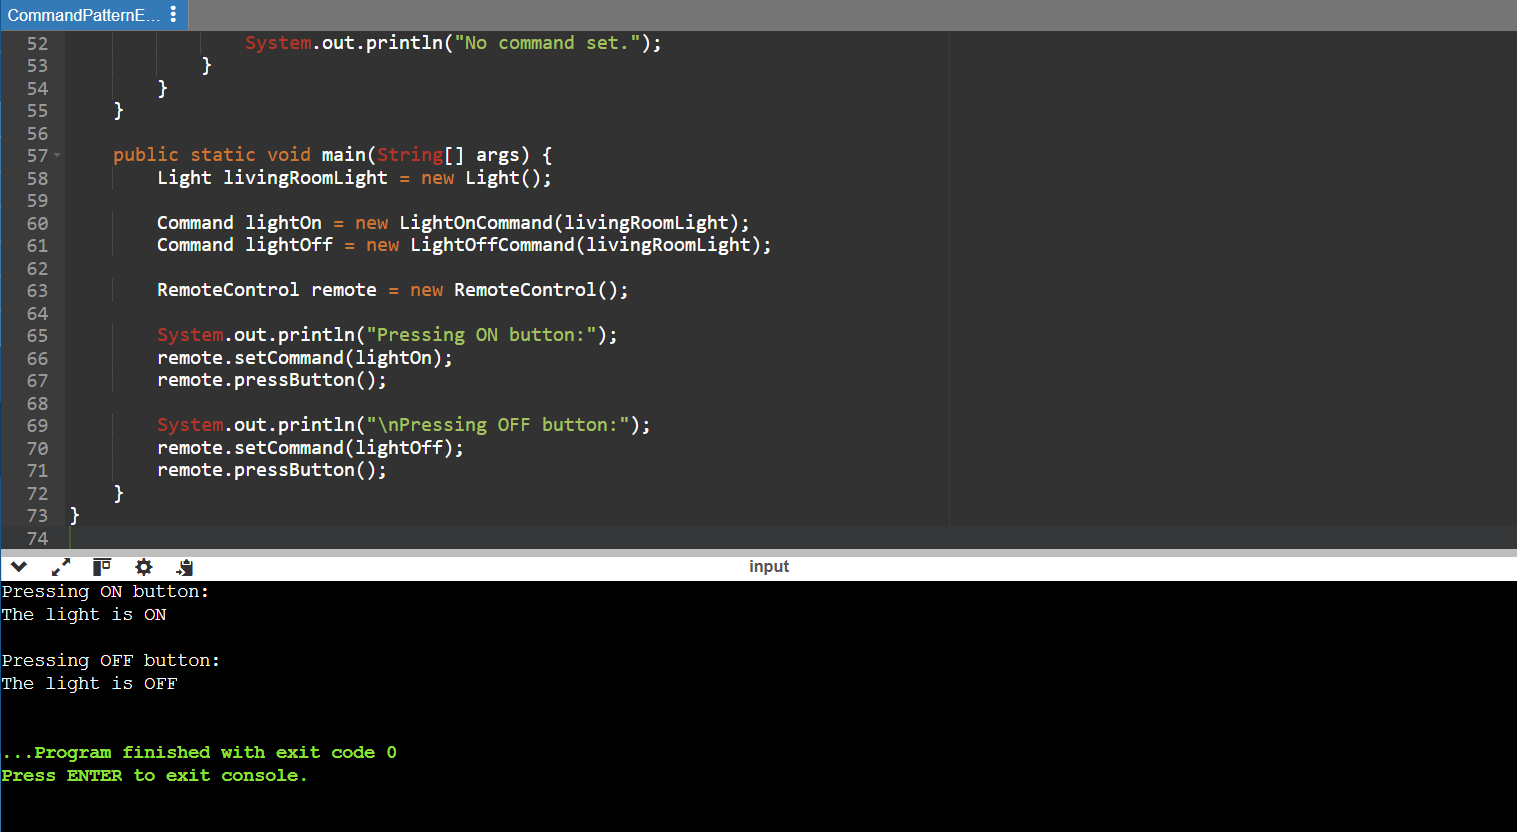 CommandPatternE...
52                 System.out.println("No command set.");
53             }
54         }
55     }
56
57     public static void main(String[] args) {
58         Light livingRoomLight = new Light();
59
60         Command lightOn = new LightOnCommand(livingRoomLight);
61         Command lightOff = new LightOffCommand(livingRoomLight);
62
63         RemoteControl remote = new RemoteControl();
64
65         System.out.println("Pressing ON button:");
66         remote.setCommand(lightOn);
67         remote.pressButton();
68
69         System.out.println("\nPressing OFF button:");
70         remote.setCommand(lightOff);
71         remote.pressButton();
72     }
73 }
74
input
Pressing ON button:
The light is ON

Pressing OFF button:
The light is OFF

...Program finished with exit code 0
Press ENTER to exit console.